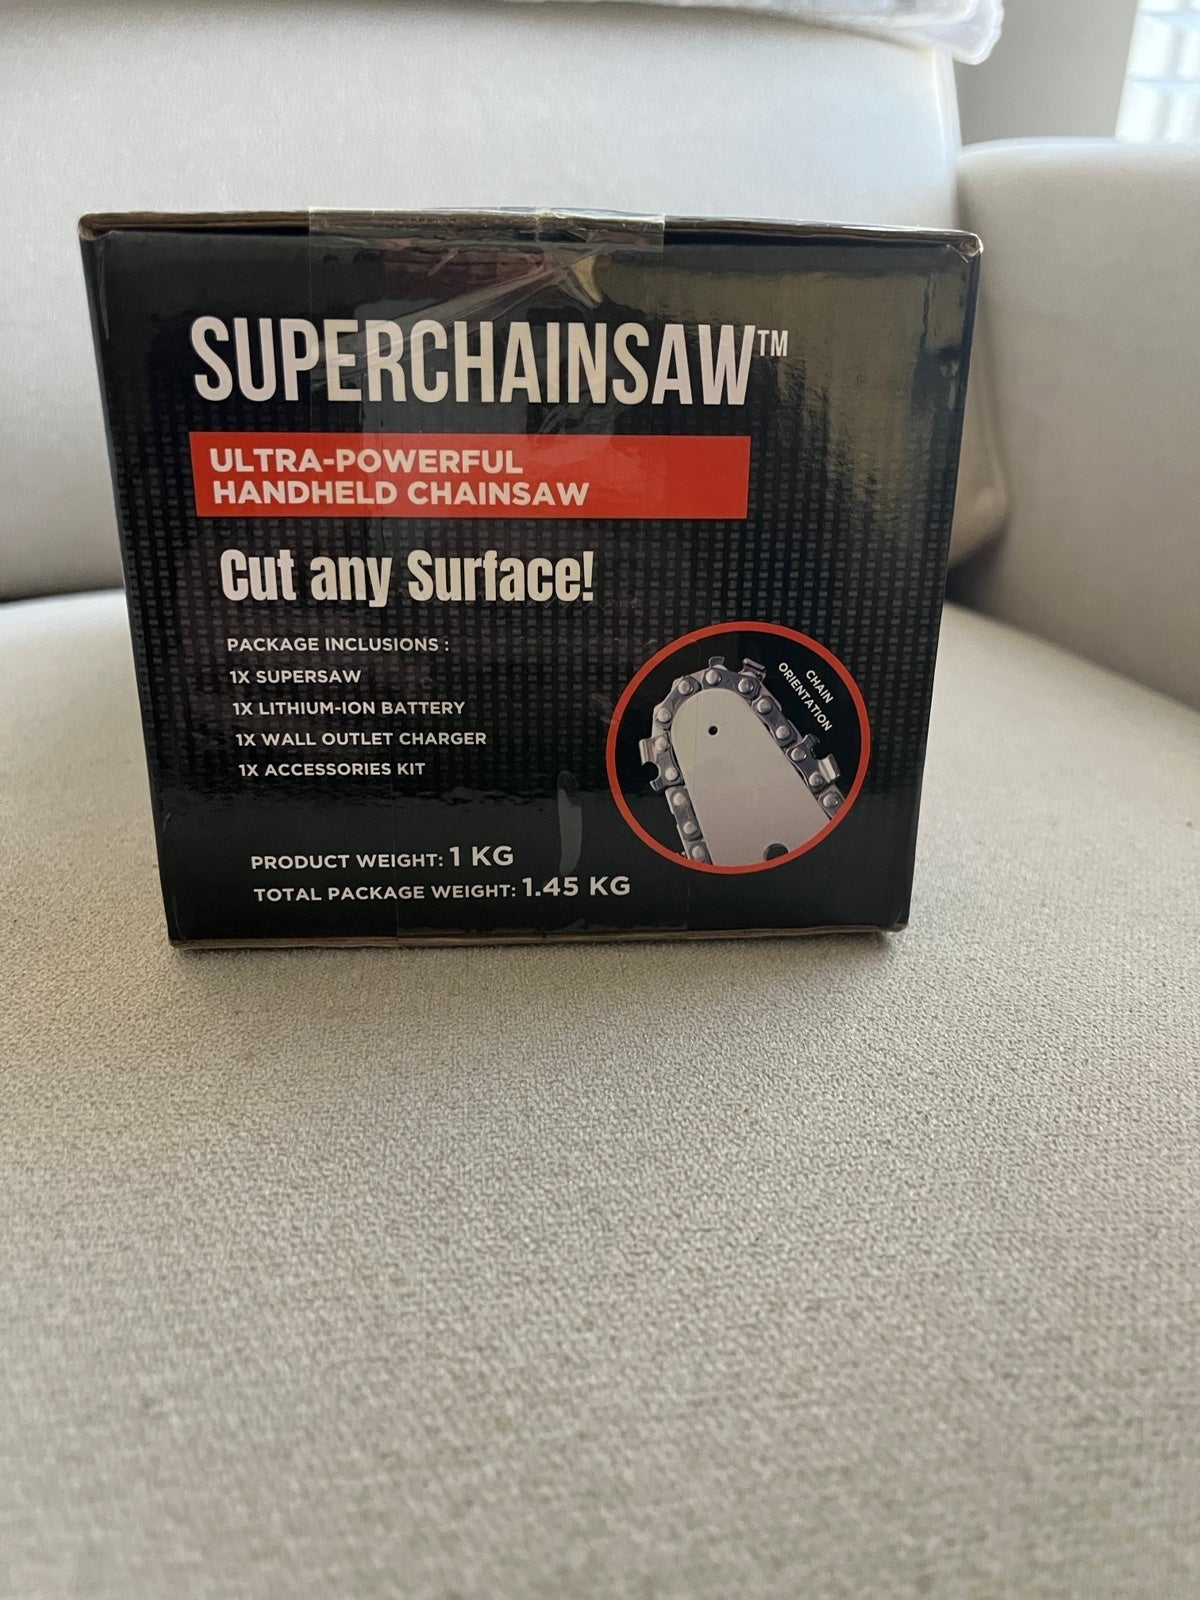 SUPERCHAINSAW™
ULTRA-POWERFUL
HANDHELD CHAINSAW
Cut any Surface!
PACKAGE INCLUSIONS :
1X SUPERSAW
1X LITHIUM-ION BATTERY
1X WALL OUTLET CHARGER
1X ACCESSORIES KIT
CHAIN
ORIENTATION
PRODUCT WEIGHT: 1 KG
TOTAL PACKAGE WEIGHT: 1.45 KG